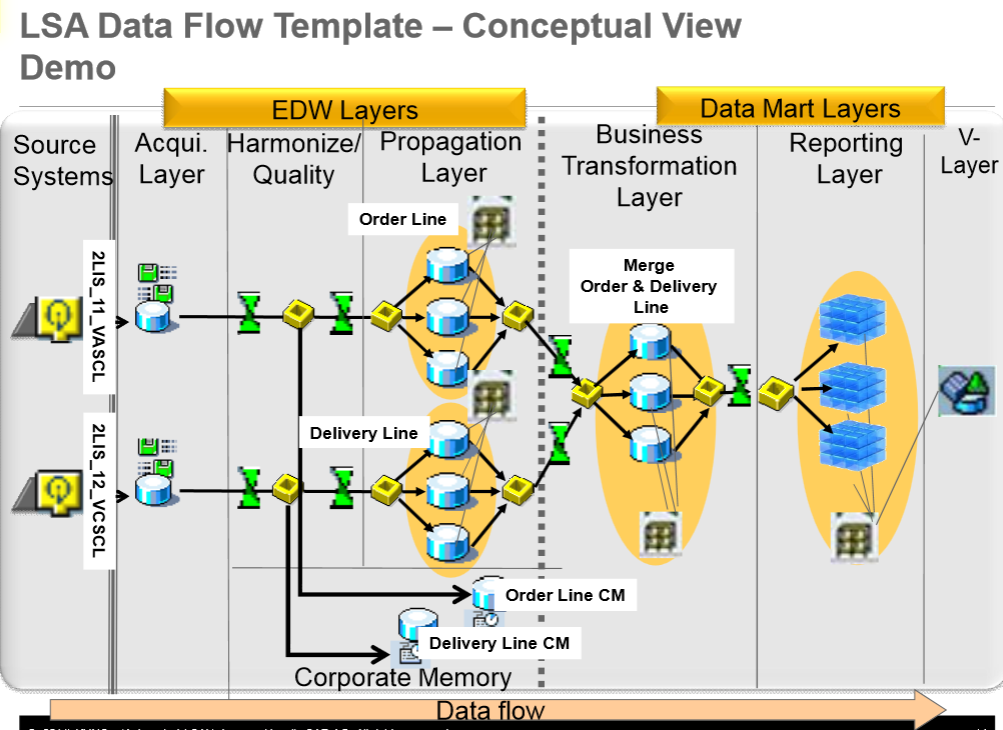 LSA Data Flow Template – Conceptual View
Demo
EDW Layers
Data Mart Layers
Source
Systems
Acqui.
Layer
Harmonize/
Quality
Propagation
Layer
Business
Transformation
Layer
Reporting
Layer
V-
Layer
Order Line
2LIS_11_VASCL
Merge
Order & Delivery
Line
Delivery Line
2LIS_12_VCSCL
Order Line CM
Delivery Line CM
Corporate Memory
Data flow